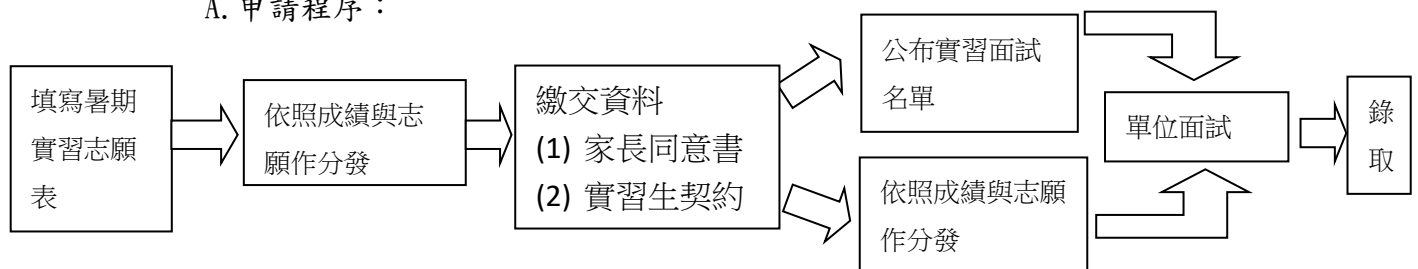 A.申請程序：
填寫暑期
實習志願
表
依照成績與志
願作分發
繳交資料
(1) 家長同意書
(2) 實習生契約
公布實習面試
名單
依照成績與志願
作分發
單位面試
錄
取